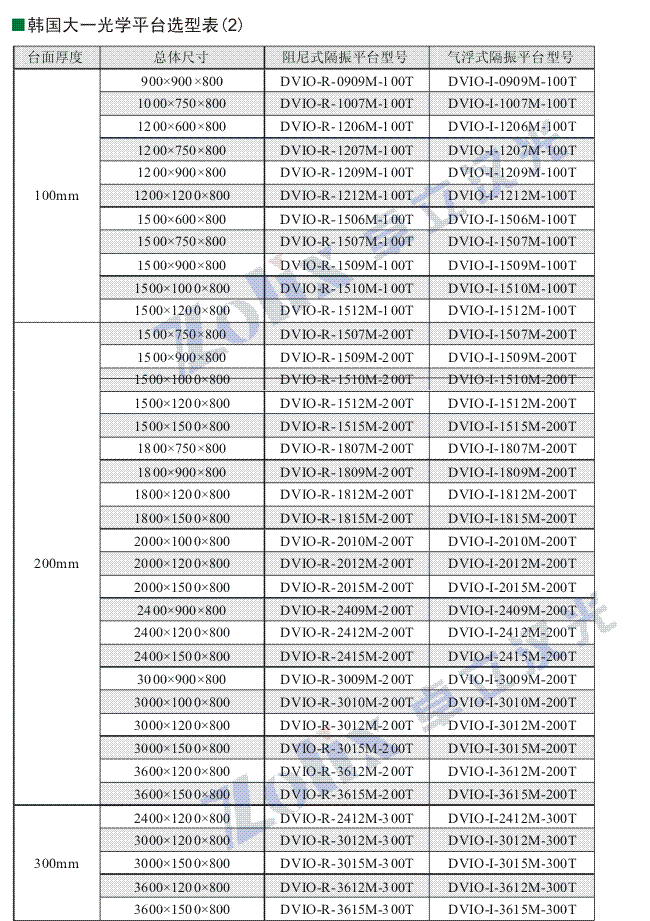 韩国大一光学平台选型表(2)
台面厚度 总体尺寸 阻尼式隔振平台型号 气浮式隔振平台型号
100mm
900×900×800 DVIO-R-0909M-100T DVIO-I-0909M-100T
1000×750×800 DVIO-R-1007M-100T DVIO-I-1007M-100T
1200×600×800 DVIO-R-1206M-100T DVIO-I-1206M-100T
1200×750×800 DVIO-R-1207M-100T DVIO-I-1207M-100T
1200×900×800 DVIO-R-1209M-100T DVIO-I-1209M-100T
1200×1200×800 DVIO-R-1212M-100T DVIO-I-1212M-100T
1500×600×800 DVIO-R-1506M-100T DVIO-I-1506M-100T
1500×750×800 DVIO-R-1507M-100T DVIO-I-1507M-100T
1500×900×800 DVIO-R-1509M-100T DVIO-I-1509M-100T
1500×1000×800 DVIO-R-1510M-100T DVIO-I-1510M-100T
1500×1200×800 DVIO-R-1512M-100T DVIO-I-1512M-100T
200mm
1500×750×800 DVIO-R-1507M-200T DVIO-I-1507M-200T
1500×900×800 DVIO-R-1509M-200T DVIO-I-1509M-200T
1500×1000×800 DVIO-R-1510M-200T DVIO-I-1510M-200T
1500×1200×800 DVIO-R-1512M-200T DVIO-I-1512M-200T
1500×1500×800 DVIO-R-1515M-200T DVIO-I-1515M-200T
1800×750×800 DVIO-R-1807M-200T DVIO-I-1807M-200T
1800×900×800 DVIO-R-1809M-200T DVIO-I-1809M-200T
1800×1200×800 DVIO-R-1812M-200T DVIO-I-1812M-200T
1800×1500×800 DVIO-R-1815M-200T DVIO-I-1815M-200T
2000×1000×800 DVIO-R-2010M-200T DVIO-I-2010M-200T
2000×1200×800 DVIO-R-2012M-200T DVIO-I-2012M-200T
2000×1500×800 DVIO-R-2015M-200T DVIO-I-2015M-200T
2400×900×800 DVIO-R-2409M-200T DVIO-I-2409M-200T
2400×1200×800 DVIO-R-2412M-200T DVIO-I-2412M-200T
2400×1500×800 DVIO-R-2415M-200T DVIO-I-2415M-200T
3000×900×800 DVIO-R-3009M-200T DVIO-I-3009M-200T
3000×1000×800 DVIO-R-3010M-200T DVIO-I-3010M-200T
3000×1200×800 DVIO-R-3012M-200T DVIO-I-3012M-200T
3000×1500×800 DVIO-R-3015M-200T DVIO-I-3015M-200T
3600×1200×800 DVIO-R-3612M-200T DVIO-I-3612M-200T
3600×1500×800 DVIO-R-3615M-200T DVIO-I-3615M-200T
300mm
2400×1200×800 DVIO-R-2412M-300T DVIO-I-2412M-300T
3000×1200×800 DVIO-R-3012M-300T DVIO-I-3012M-300T
3000×1500×800 DVIO-R-3015M-300T DVIO-I-3015M-300T
3600×1200×800 DVIO-R-3612M-300T DVIO-I-3612M-300T
3600×1500×800 DVIO-R-3615M-300T DVIO-I-3615M-300T
Zolix 卓立汉光
Zolix 卓立汉光